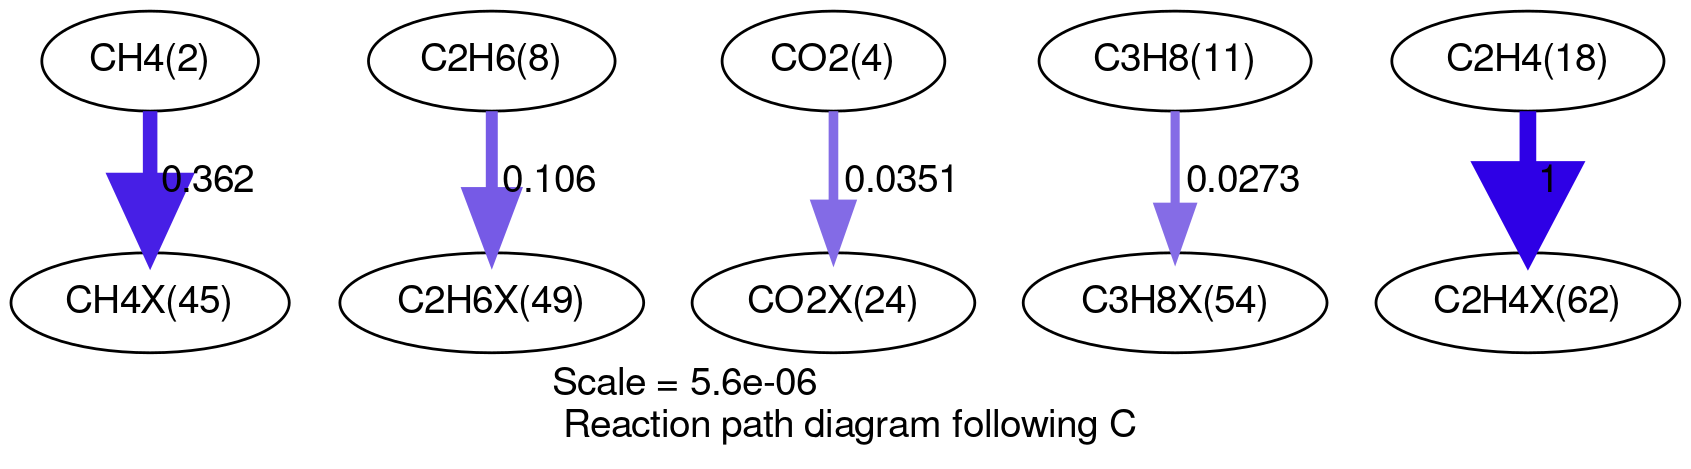 CH4(2) C2H6(8) CO2(4) C3H8(11) C2H4(18)
0.362 0.106 0.0351 0.0273 1
CH4X(45) C2H6X(49) CO2X(24) C3H8X(54) C2H4X(62)
Scale = 5.6e-06
Reaction path diagram following C